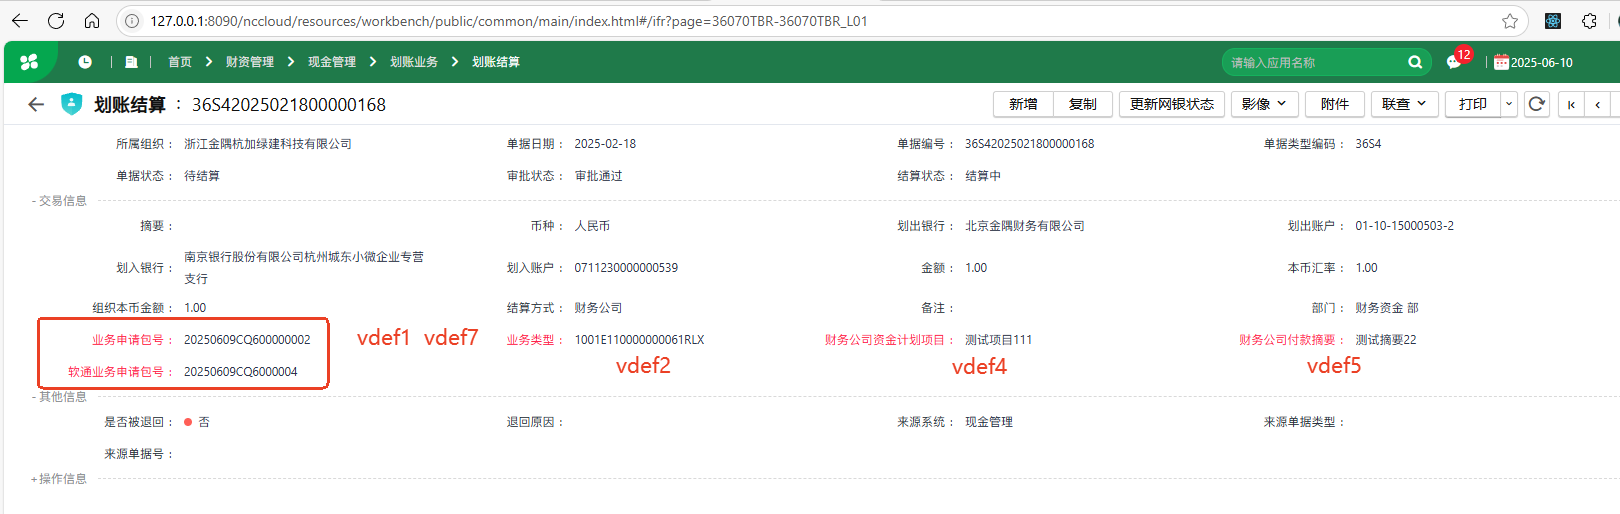 127.0.0.1:8090/nccloud/resources/workbench/public/common/main/index.html#/ifr?page=36070TBR-36070TBR_L01
首页 > 财资管理 > 现金管理 > 划账业务 > 划账结算 请输入应用名称 12 2025-06-10
划账结算 : 36S42025021800000168 新增 复制 更新网银状态 影像 附件 联查 打印
所属组织: 浙江金隅杭加绿建科技有限公司 单据日期: 2025-02-18 单据编号: 36S42025021800000168 单据类型编码: 36S4
单据状态: 待结算 审批状态: 审批通过 结算状态: 结算中
- 交易信息
摘要: 币种: 人民币 划出银行: 北京金隅财务有限公司 划出账户: 01-10-15000503-2
划入银行: 南京银行股份有限公司杭州城东小微企业专营
支行 划入账户: 0711230000000539 金额: 1.00 本币汇率: 1.00
组织本币金额: 1.00 结算方式: 财务公司 备注: 部门: 财务资金 部
业务申请包号: 20250609CQ600000002 vdef1 vdef7 业务类型: 1001E110000000061RLX 财务公司资金计划项目: 测试项目111 财务公司付款摘要: 测试摘要22
vdef2 vdef4 vdef5
软通业务申请包号: 20250609CQ6000004
- 其他信息
是否被退回: 否 退回原因: 来源系统: 现金管理 来源单据类型:
来源单据号:
+ 操作信息